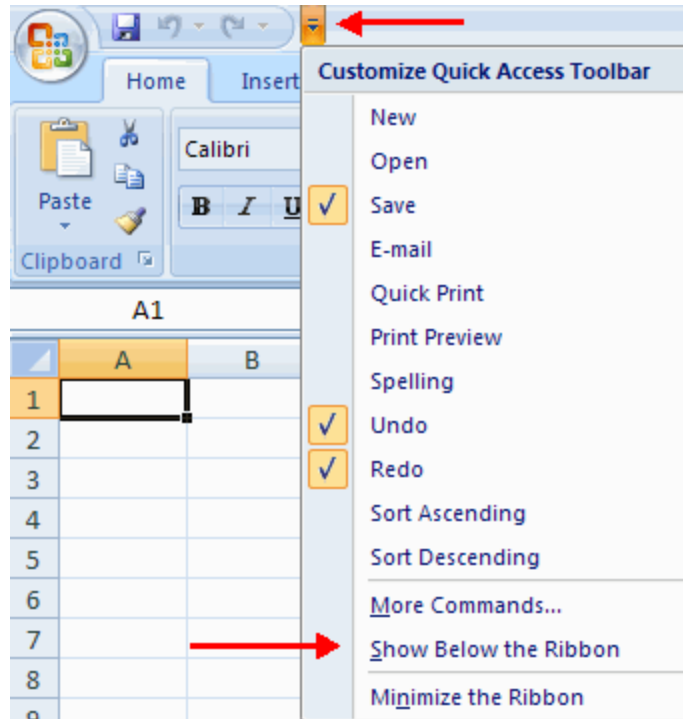 Home Insert
Customize Quick Access Toolbar
New
Open
Save
E-mail
Quick Print
Print Preview
Spelling
Undo
Redo
Sort Ascending
Sort Descending
More Commands...
Show Below the Ribbon
Minimize the Ribbon
Calibri
Paste
B I U
Clipboard
A1
A B
1
2
3
4
5
6
7
8
9